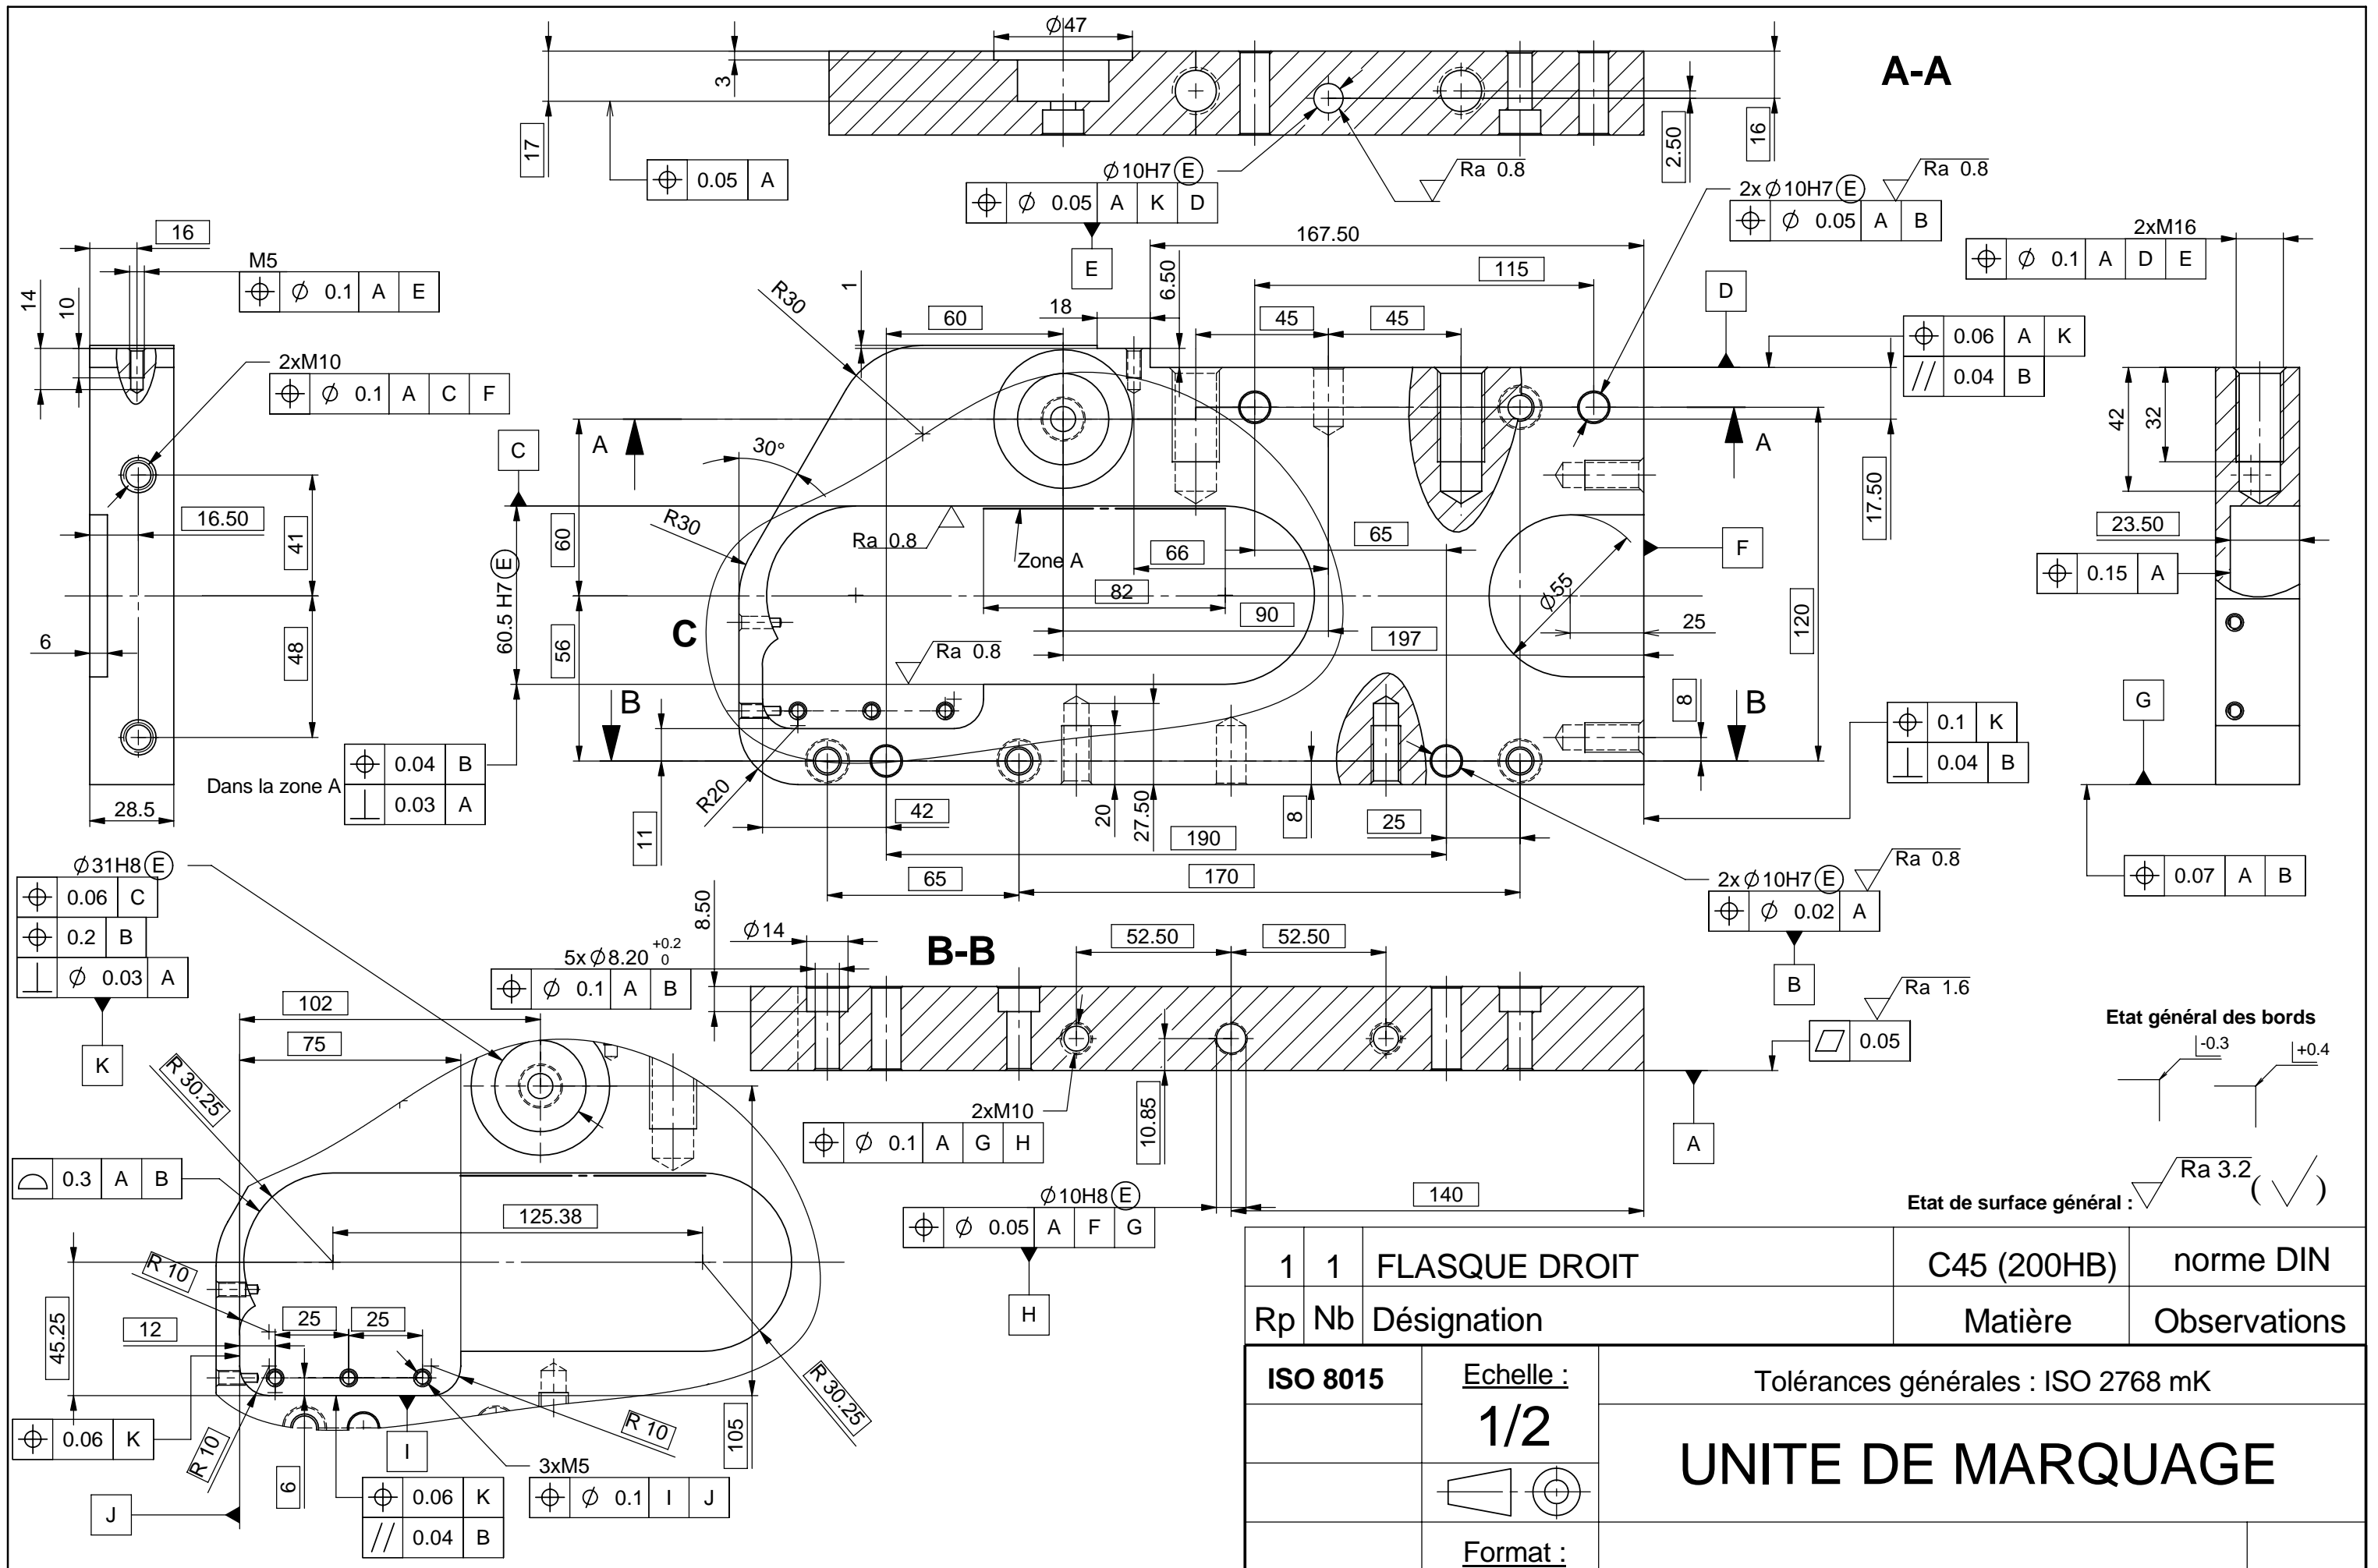 A-A
⌀47
3
17
⌖ 0.05 A
⌀10H7 Ⓔ
⌖ ⌀ 0.05 A K D
E
Ra 0.8
2.50
16
2x⌀10H7 Ⓔ
Ra 0.8
⌖ ⌀ 0.05 A B
2xM16
⌖ ⌀ 0.1 A D E
16
M5
⌖ ⌀ 0.1 A E
14
10
2xM10
⌖ ⌀ 0.1 A C F
16.50
41
48
6
28.5
167.50
115
6.50
1
18
60
45
45
R30
D
⌖ 0.06 A K
// 0.04 B
17.50
42
32
23.50
⌖ 0.15 A
A
A
C
30°
R30
60
56
60.5 H7 Ⓔ
Ra 0.8
Zone A
66
65
82
90
197
⌀55
25
F
120
C
Ra 0.8
B
B
8
8
G
⌖ 0.1 K
⊥ 0.04 B
Dans la zone A
⌖ 0.04 B
⊥ 0.03 A
R20
11
42
20
27.50
25
190
65
170
⌖ 0.07 A B
2x⌀10H7 Ⓔ
Ra 0.8
⌖ ⌀ 0.02 A
B
⌀31H8 Ⓔ
⌖ 0.06 C
⌖ 0.2 B
⊥ ⌀ 0.03 A
K
5x⌀8.20 +0.2 0
⌖ ⌀ 0.1 A B
8.50
⌀14
B-B
52.50
52.50
Ra 1.6
⏥ 0.05
A
2xM10
⌖ ⌀ 0.1 A G H
10.85
⌀10H8 Ⓔ
⌖ ⌀ 0.05 A F G
H
140
Etat général des bords
-0.3
+0.4
Etat de surface général :
Ra 3.2 (√)
102
75
R 30.25
⌓ 0.3 A B
125.38
R 10
12
25
25
45.25
⌖ 0.06 K
R 10
6
J
I
⌖ 0.06 K
// 0.04 B
R 10
3xM5
⌖ ⌀ 0.1 I J
105
R 30.25
1 1 FLASQUE DROIT C45 (200HB) norme DIN
Rp Nb Désignation Matière Observations
ISO 8015
Echelle :
1/2
Tolérances générales : ISO 2768 mK
UNITE DE MARQUAGE
Format :